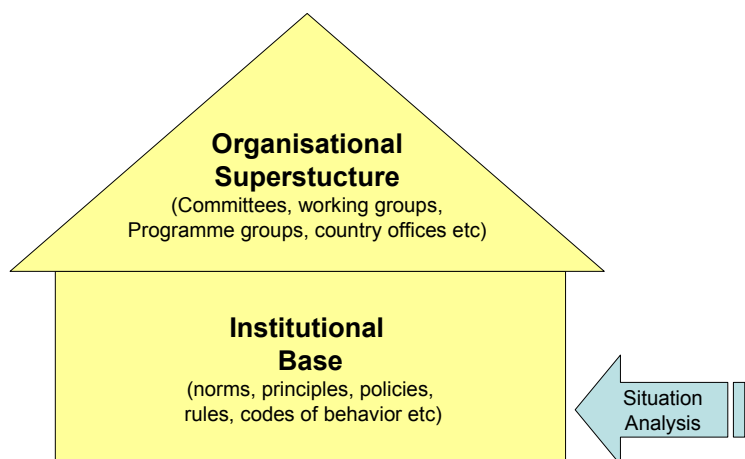 Organisational
Superstucture
(Committees, working groups,
Programme groups, country offices etc)
Institutional
Base
(norms, principles, policies,
rules, codes of behavior etc)
Situation
Analysis